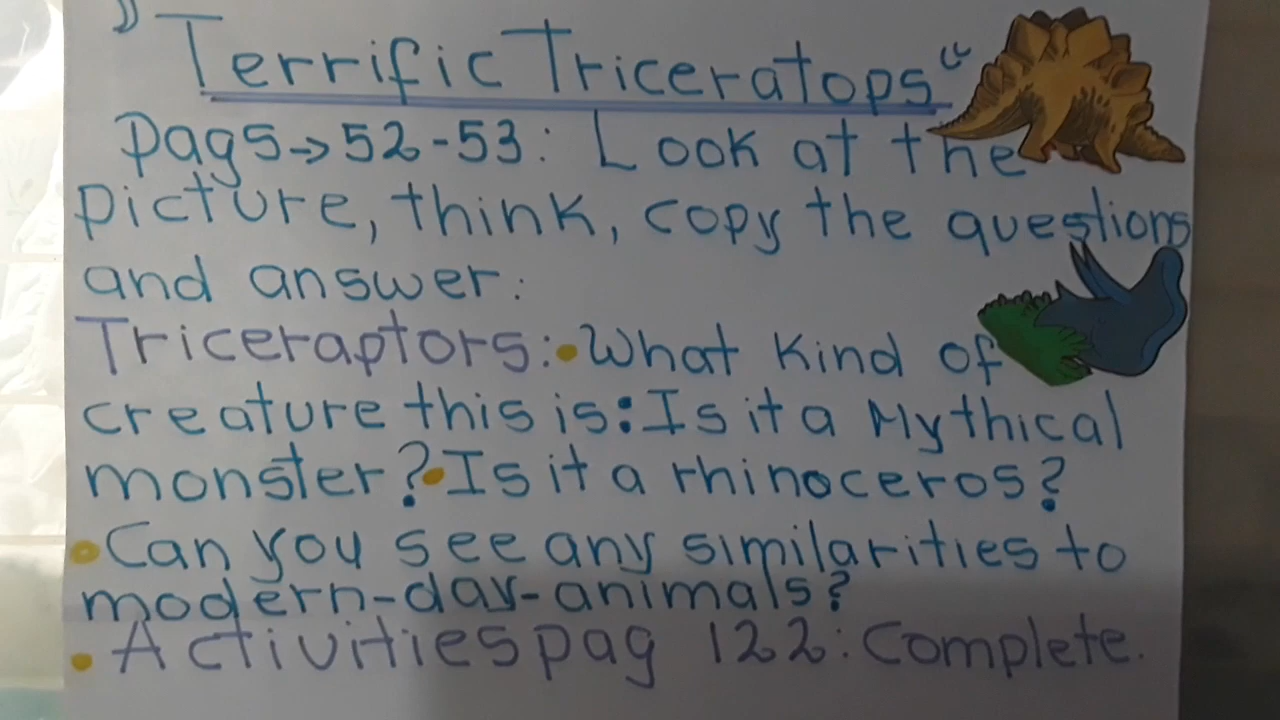 "Terrific Triceratops"
pags→52-53: Look at the
picture, think, copy the questions
and answer:
Triceraptors:•What kind of
creature this is:Is it a Mythical
monster?•Is it a rhinoceros?
•Can you see any similarities to
modern-day-animals?
•Activities pag 122: Complete.